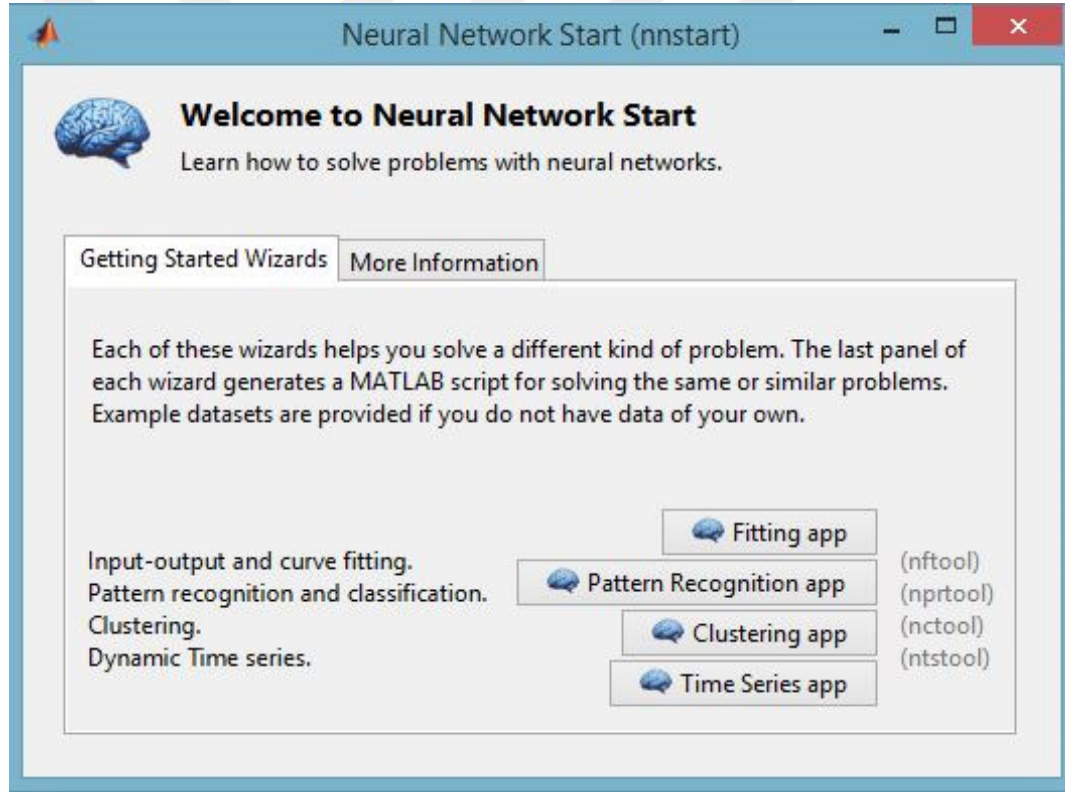 Neural Network Start (nnstart)
Welcome to Neural Network Start
Learn how to solve problems with neural networks.
Getting Started Wizards More Information
Each of these wizards helps you solve a different kind of problem. The last panel of
each wizard generates a MATLAB script for solving the same or similar problems.
Example datasets are provided if you do not have data of your own.
Input-output and curve fitting. Fitting app (nftool)
Pattern recognition and classification. Pattern Recognition app (nprtool)
Clustering. Clustering app (nctool)
Dynamic Time series. Time Series app (ntstool)